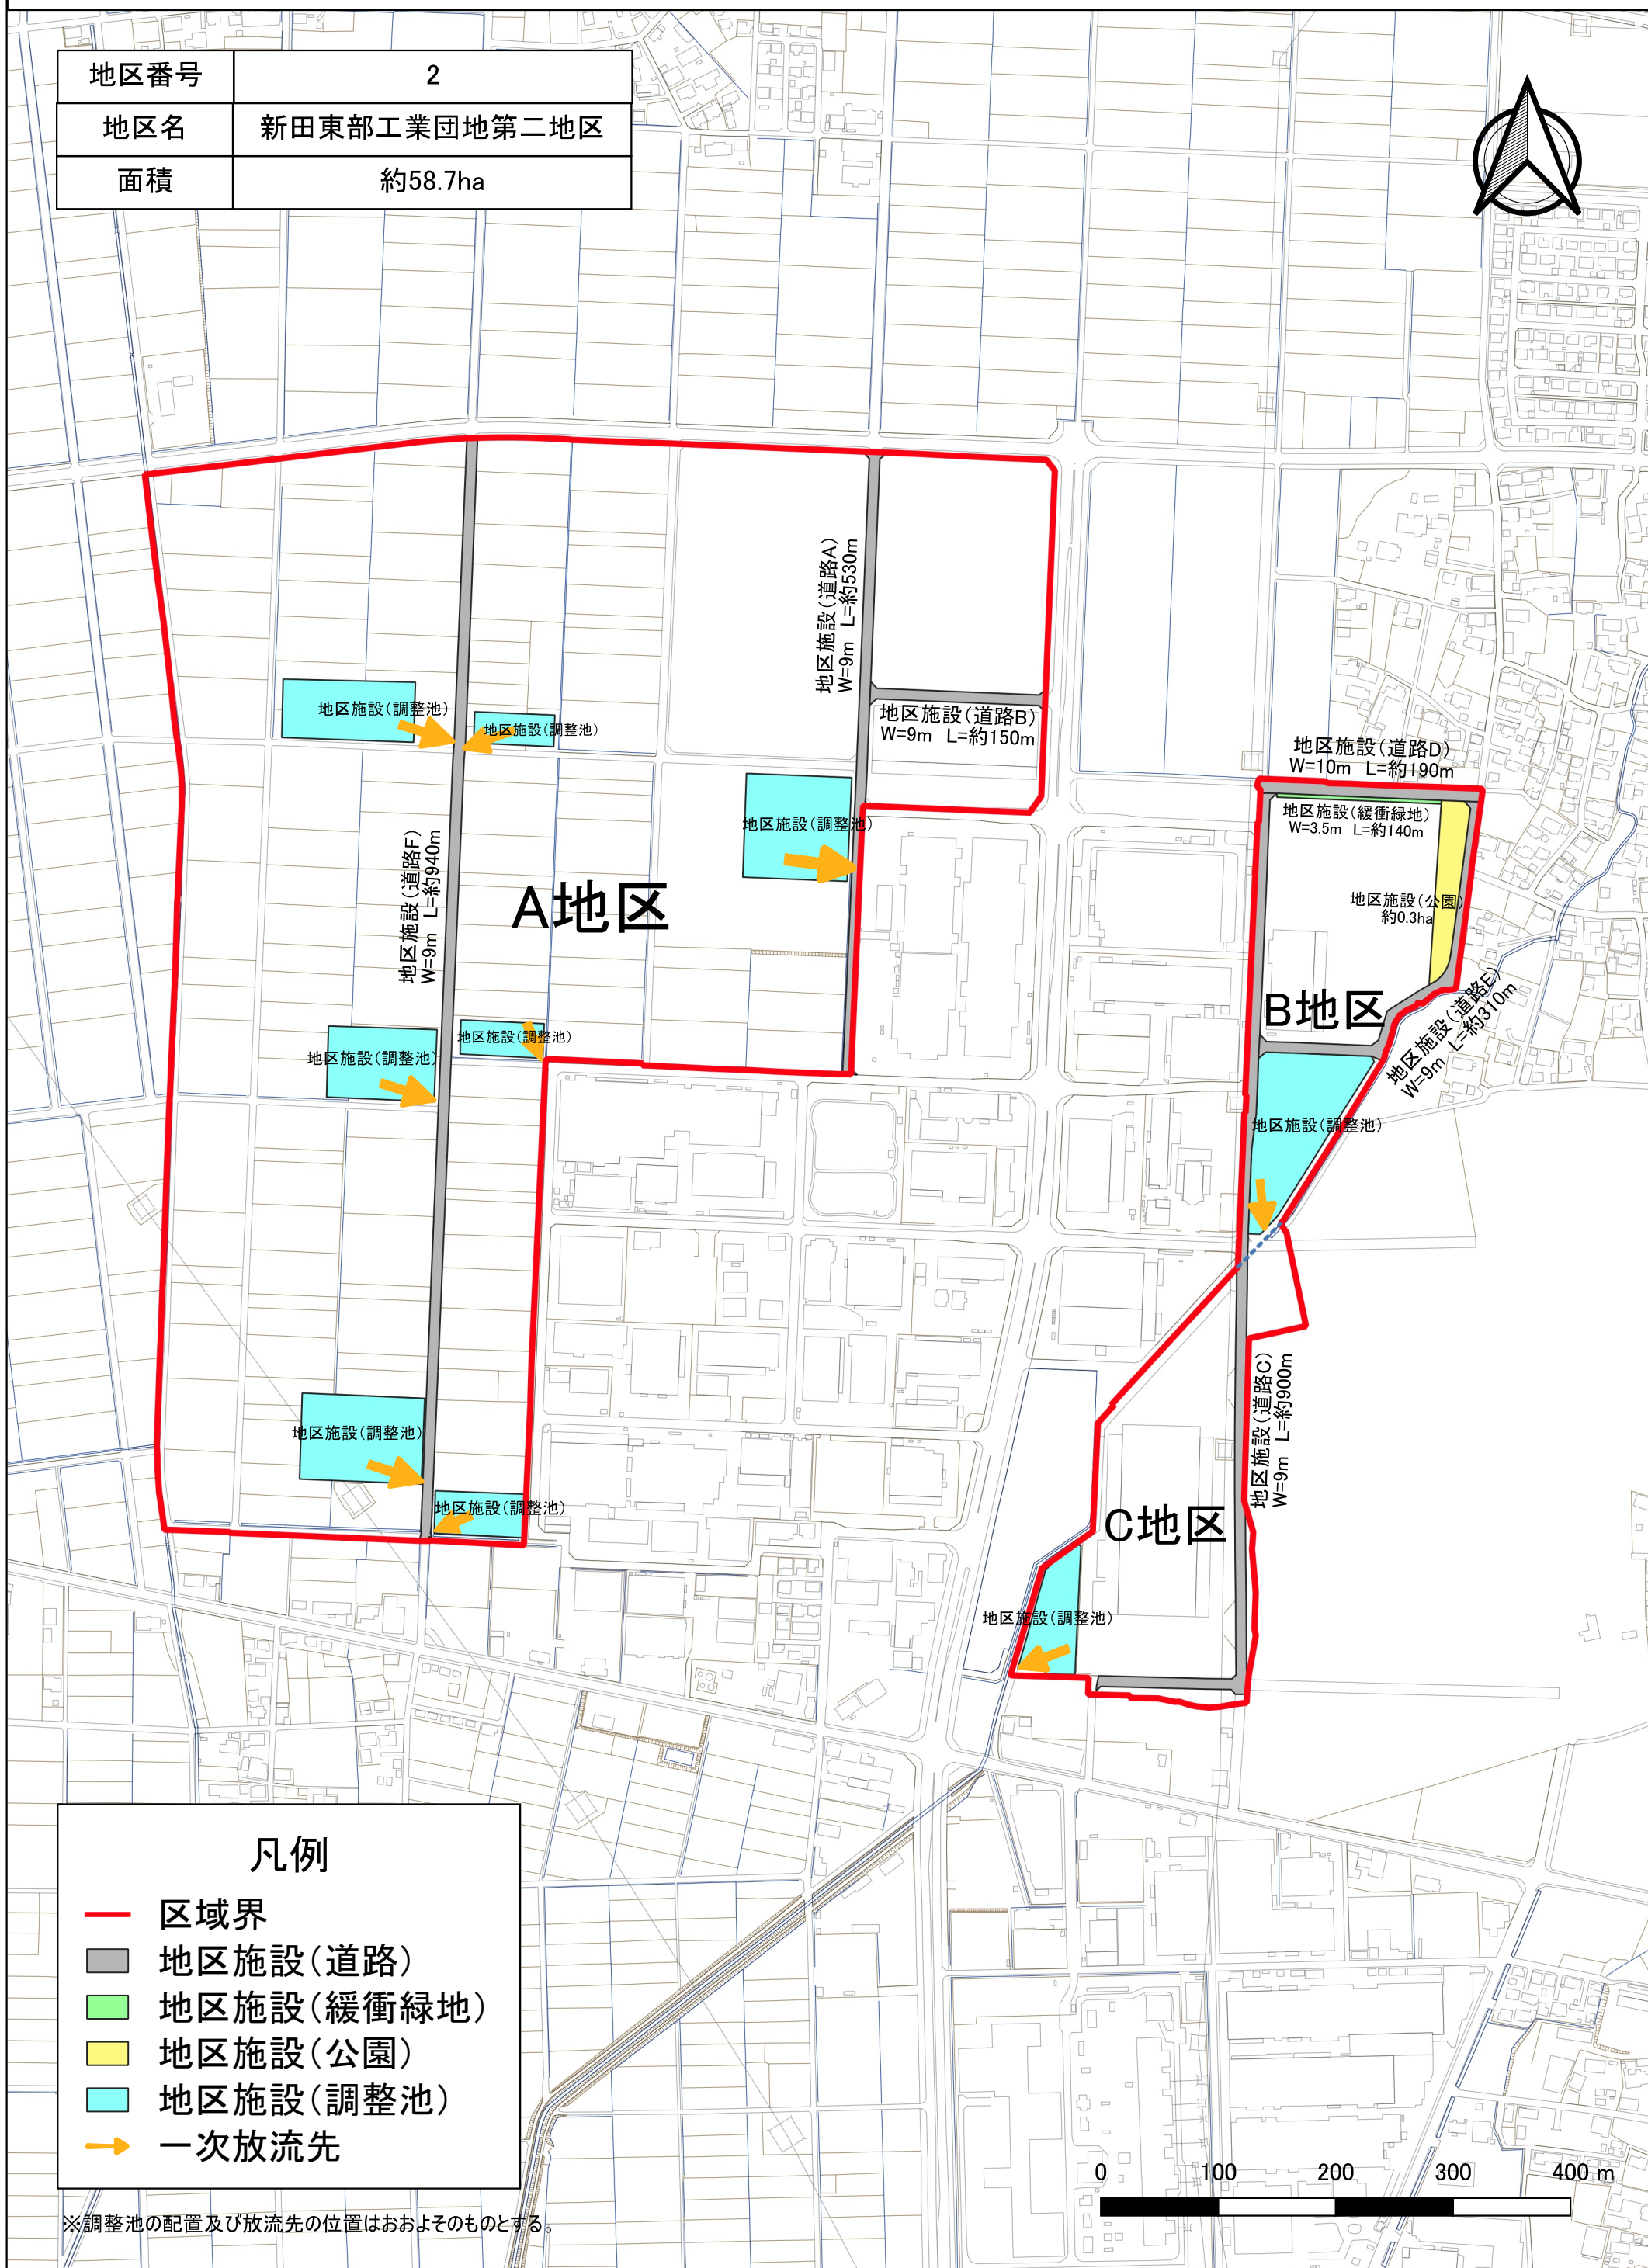 地区番号 2
地区名 新田東部工業団地第二地区
面積 約58.7ha
地区施設(道路A)
W=9m L=約530m
地区施設(調整池)
地区施設(調整池)
地区施設(道路B)
W=9m L=約150m
地区施設(道路D)
W=10m L=約190m
地区施設(緩衝緑地)
W=3.5m L=約140m
地区施設(調整池)
地区施設(道路F)
W=9m L=約940m
A地区
地区施設(公園)
約0.3ha
B地区
地区施設(道路E)
W=9m L=約310m
地区施設(調整池)
地区施設(調整池)
地区施設(調整池)
地区施設(道路C)
W=9m L=約900m
地区施設(調整池)
地区施設(調整池)
C地区
地区施設(調整池)
凡例
区域界
地区施設(道路)
地区施設(緩衝緑地)
地区施設(公園)
地区施設(調整池)
一次放流先
0 100 200 300 400 m
※調整池の配置及び放流先の位置はおおよそのものとする。